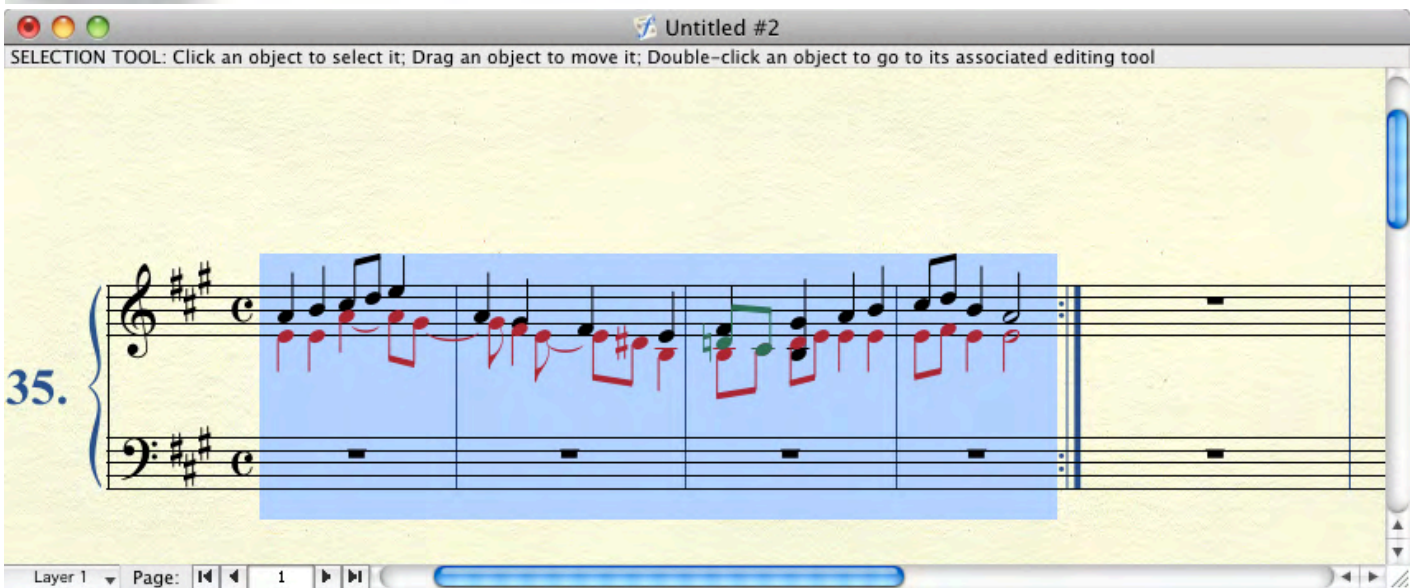 Untitled #2
SELECTION TOOL: Click an object to select it; Drag an object to move it; Double-click an object to go to its associated editing tool
35.
Layer 1 Page: 1